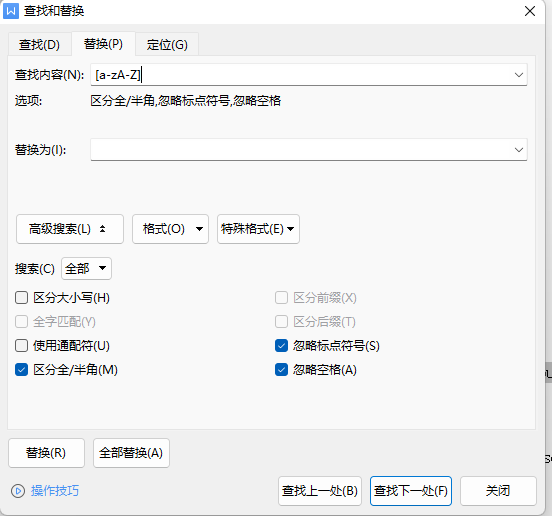 查找和替换
查找(D) 替换(P) 定位(G)
查找内容(N): [a-zA-Z]
选项: 区分全/半角,忽略标点符号,忽略空格
替换为(I):
高级搜索(L) 格式(O) 特殊格式(E)
搜索(C) 全部
区分大小写(H) 区分前缀(X)
全字匹配(Y) 区分后缀(T)
使用通配符(U) 忽略标点符号(S)
区分全/半角(M) 忽略空格(A)
替换(R) 全部替换(A)
操作技巧 查找上一处(B) 查找下一处(F) 关闭